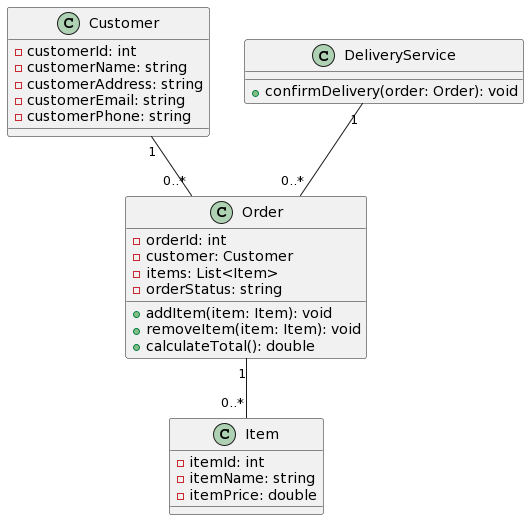 C Customer
customerId: int
customerName: string
customerAddress: string
customerEmail: string
customerPhone: string
C DeliveryService
confirmDelivery(order: Order): void
1
1
0..*
0..*
C Order
orderId: int
customer: Customer
items: List<Item>
orderStatus: string
addItem(item: Item): void
removeItem(item: Item): void
calculateTotal(): double
1
0..*
C Item
itemId: int
itemName: string
itemPrice: double